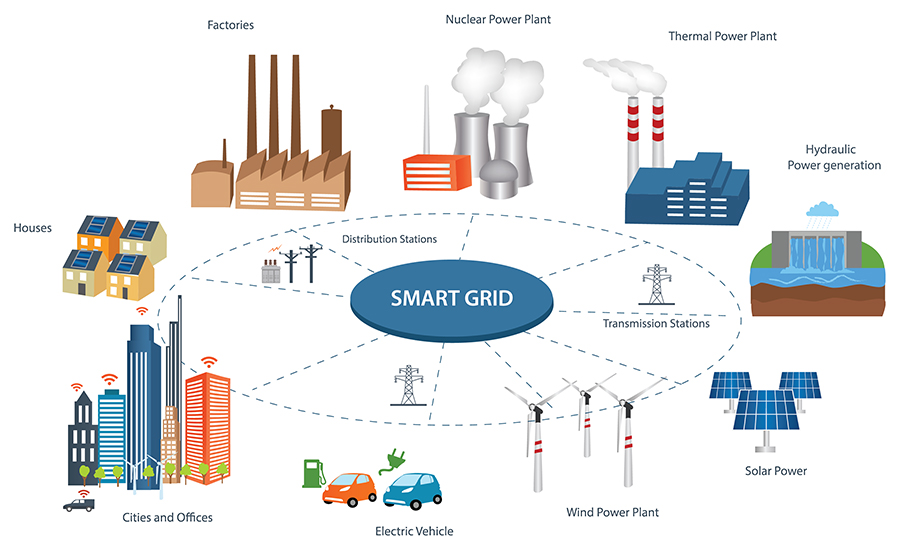 Nuclear Power Plant
Factories
Thermal Power Plant
Hydraulic
Power generation
Houses
Distribution Stations
SMART GRID
Transmission Stations
Solar Power
Wind Power Plant
Cities and Offices
Electric Vehicle